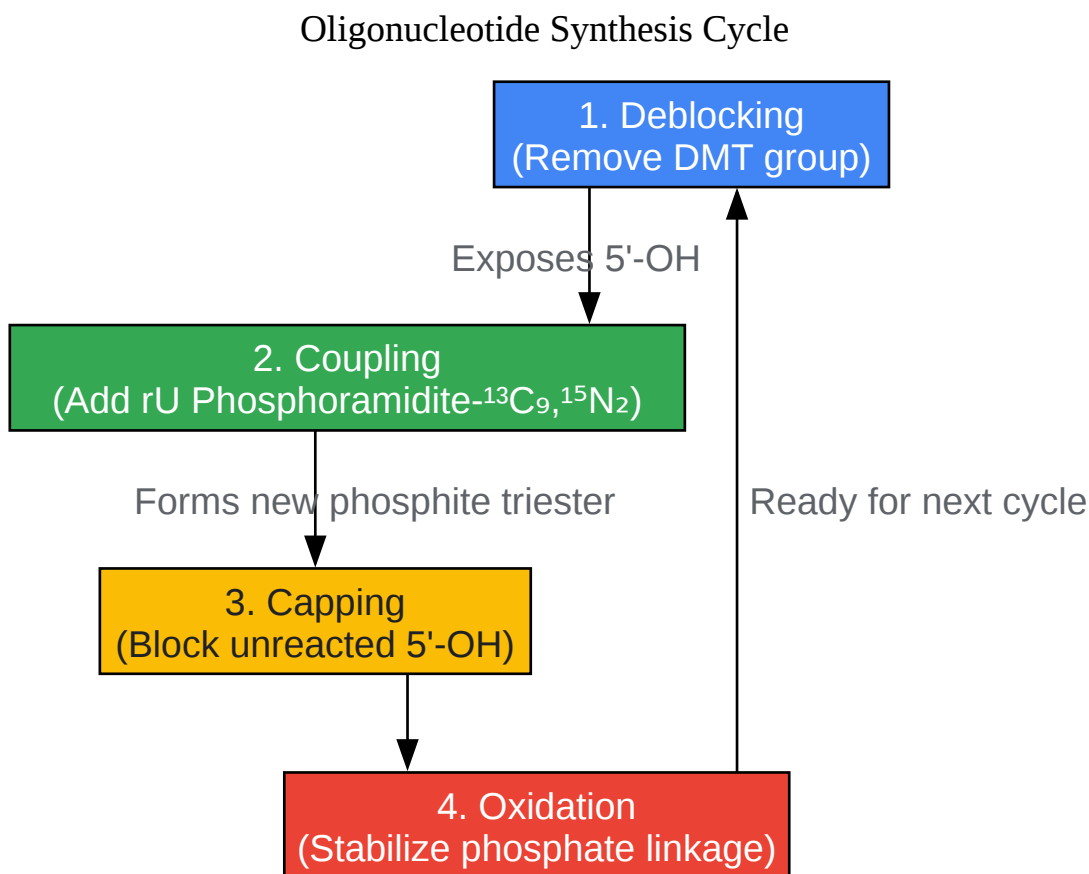 Oligonucleotide Synthesis Cycle
1. Deblocking
(Remove DMT group)
Exposes 5'-OH
2. Coupling
(Add rU Phosphoramidite-¹³C₉,¹⁵N₂)
Forms new phosphite triester
Ready for next cycle
3. Capping
(Block unreacted 5'-OH)
4. Oxidation
(Stabilize phosphate linkage)